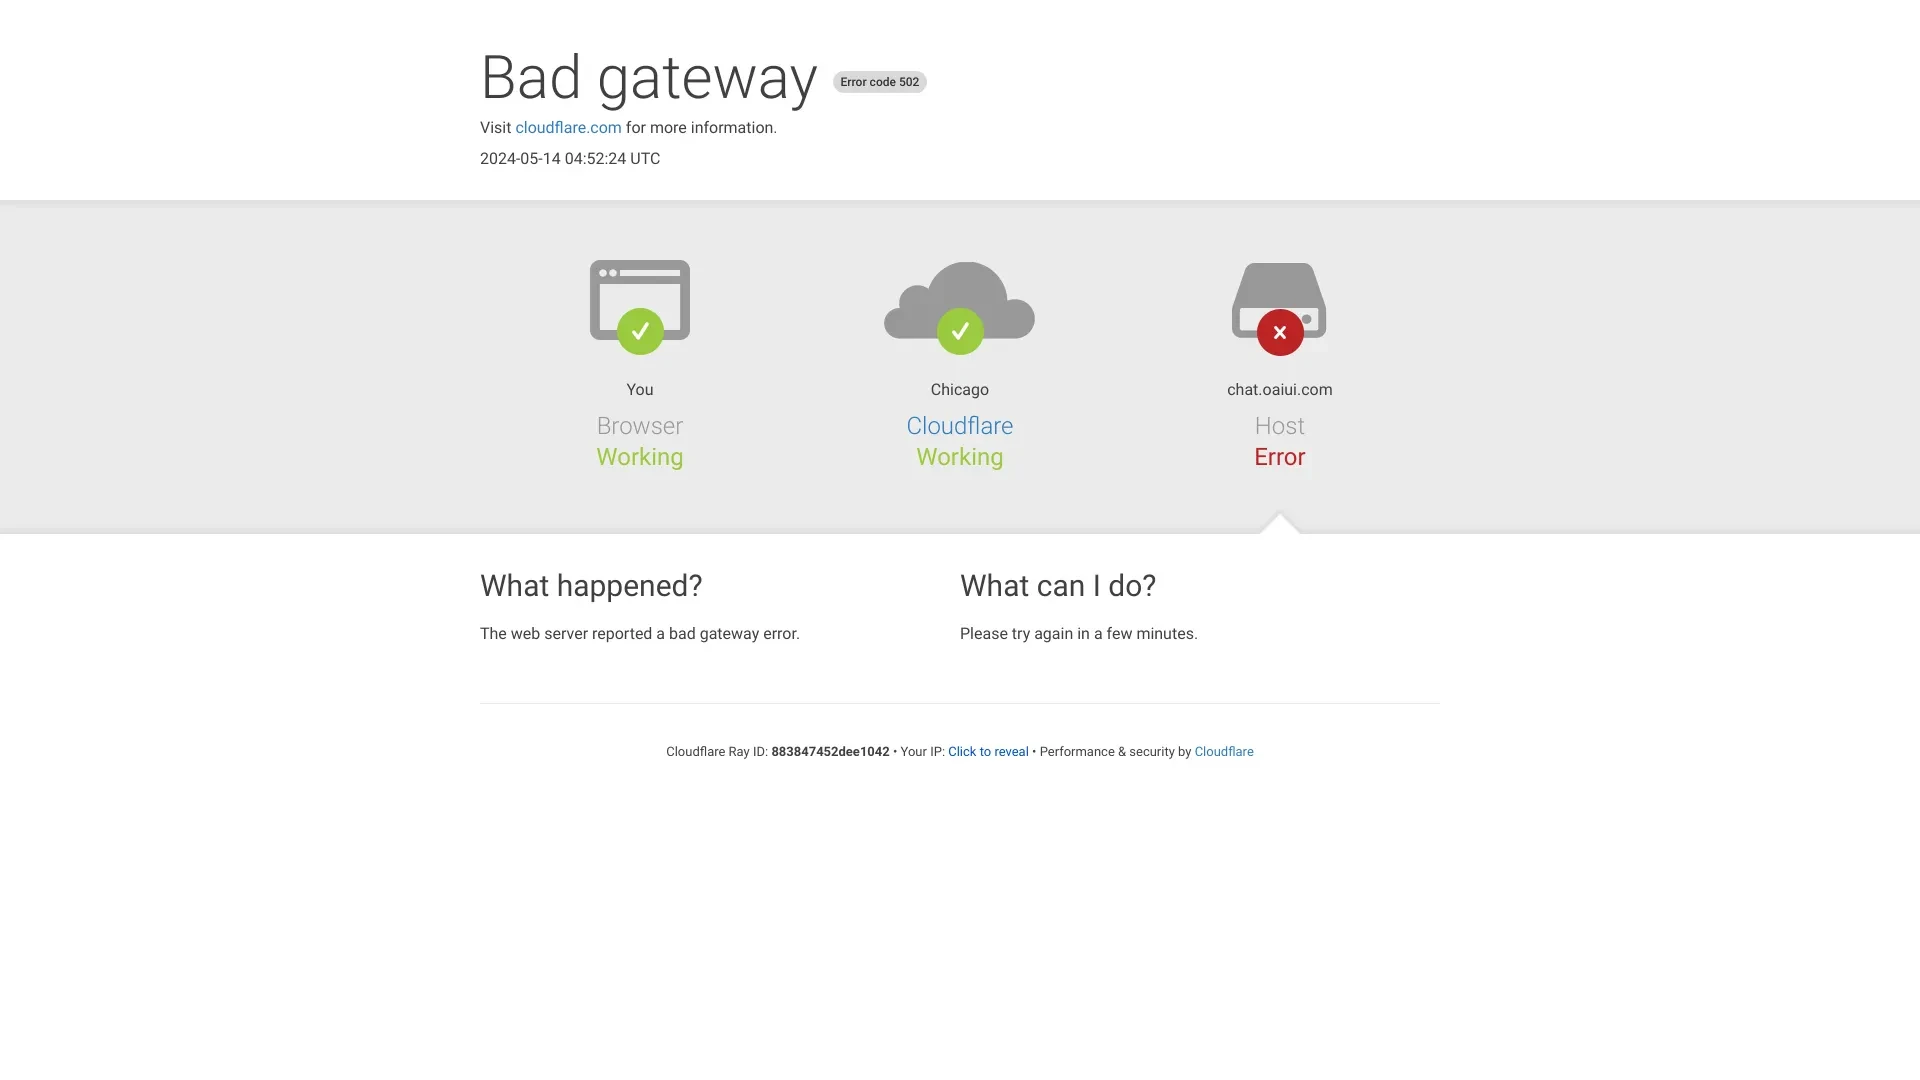 Bad gateway Error code 502
Visit cloudflare.com for more information.
2024-05-14 04:52:24 UTC
You
Browser
Working
Chicago
Cloudflare
Working
chat.oaiui.com
Host
Error
What happened?
The web server reported a bad gateway error.
What can I do?
Please try again in a few minutes.
Cloudflare Ray ID: 883847452dee1042 • Your IP: Click to reveal • Performance & security by Cloudflare